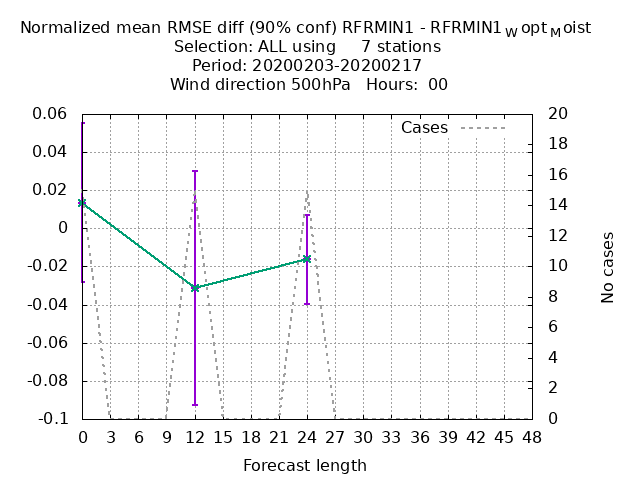 Normalized mean RMSE diff (90% conf) RFRMIN1 - RFRMIN1WoptMoist
Selection: ALL using 7 stations
Period: 20200203-20200217
Wind direction 500hPa Hours: 00
Cases
0.06
0.04
0.02
0
-0.02
-0.04
-0.06
-0.08
-0.1
20
18
16
14
12
10
8
6
4
2
0
No cases
0 3 6 9 12 15 18 21 24 27 30 33 36 39 42 45 48
Forecast length